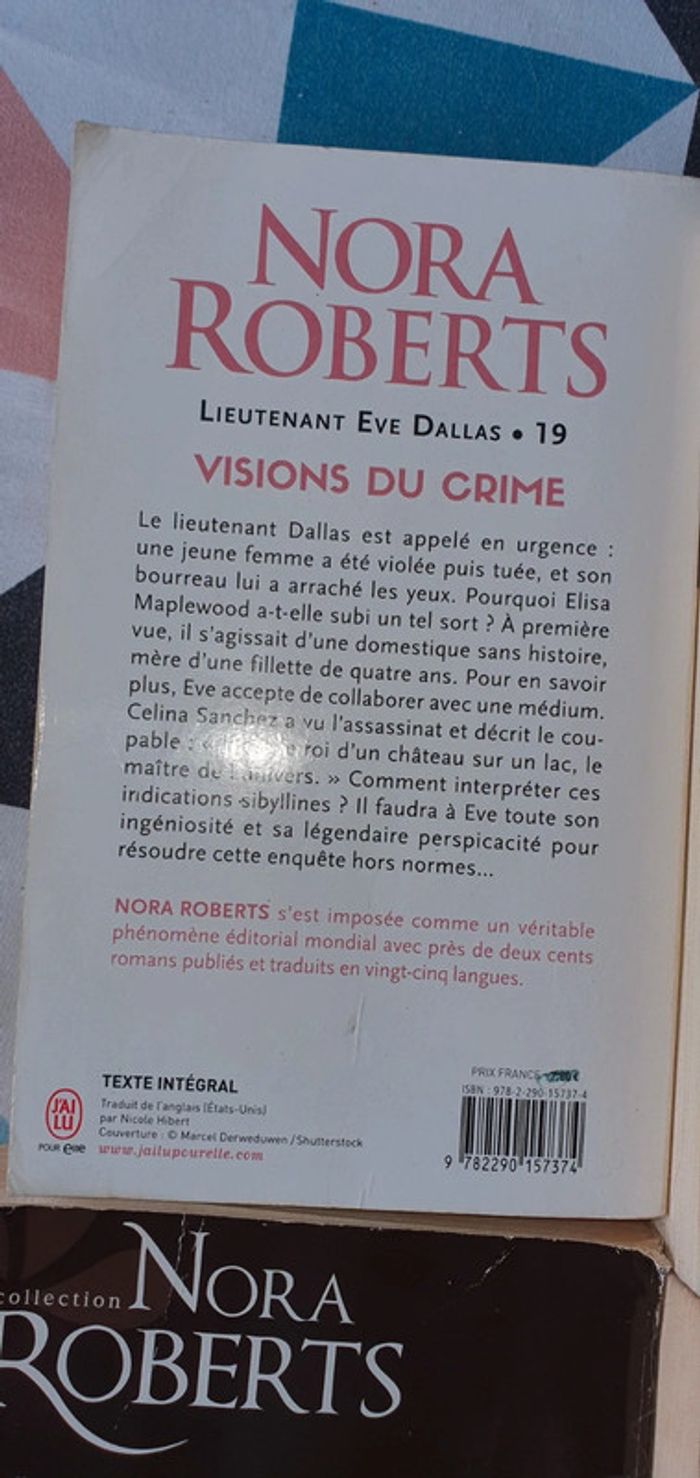 NORA
ROBERTS
LIEUTENANT EVE DALLAS • 19
VISIONS DU CRIME
Le lieutenant Dallas est appelé en urgence :
une jeune femme a été violée puis tuée, et son
bourreau lui a arraché les yeux. Pourquoi Elisa
Maplewood a-t-elle subi un tel sort ? À première
vue, il s'agissait d'une domestique sans histoire,
mère d'une fillette de quatre ans. Pour en savoir
plus, Eve accepte de collaborer avec une médium.
Celina Sanchez a vu l'assassinat et décrit le cou-
pable : « roi d'un château sur un lac, le
maître de l'univers. » Comment interpréter ces
indications sibyllines ? Il faudra à Eve toute son
ingéniosité et sa légendaire perspicacité pour
résoudre cette enquête hors normes...
NORA ROBERTS s'est imposée comme un véritable
phénomène éditorial mondial avec près de deux cents
romans publiés et traduits en vingt-cinq langues.
TEXTE INTÉGRAL
Traduit de l'anglais (États-Unis)
par Nicole Hibert
Couverture : © Marcel Derweduwen / Shutterstock
www.jailupourelle.com
J'AI
LU
POUR elle
PRIX FRANCE
ISBN : 978-2-290-15737-4
9 782290 157374
collection NORA
ROBERTS